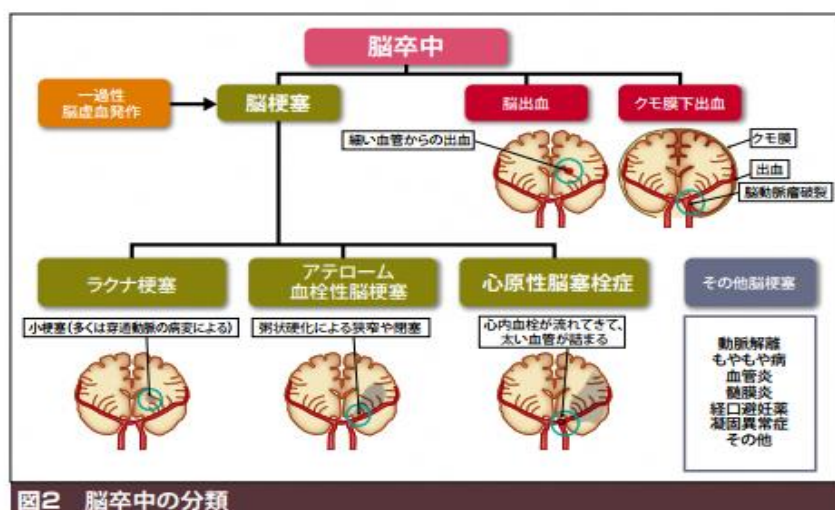 脳卒中
一過性
脳虚血発作
脳梗塞
脳出血
クモ膜下出血
細い血管からの出血
クモ膜
出血
脳動脈瘤破裂
ラクナ梗塞
アテローム
血栓性脳梗塞
心原性脳塞栓症
その他脳梗塞
小梗塞(多くは穿通動脈の病変による)
粥状硬化による狭窄や閉塞
心内血栓が流れてきて、
太い血管が詰まる
動脈解離
もやもや病
血管炎
髄膜炎
経口避妊薬
凝固異常症
その他
図2 脳卒中の分類